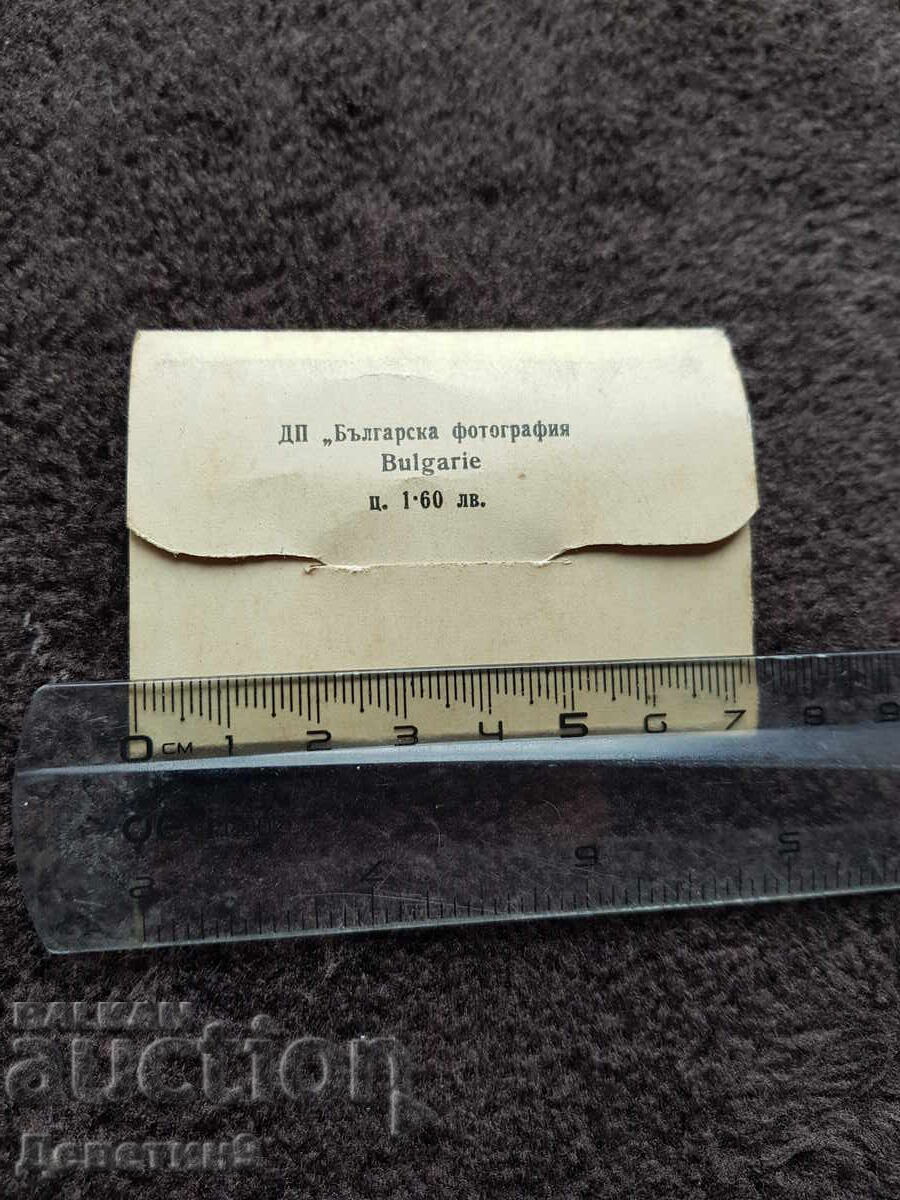 ДП „Българска фотография
Bulgarie
ц. 1·60 лв.
0 см 1 2 3 4 5 6 7 8 9
BALKAN
auction
Депеткин9